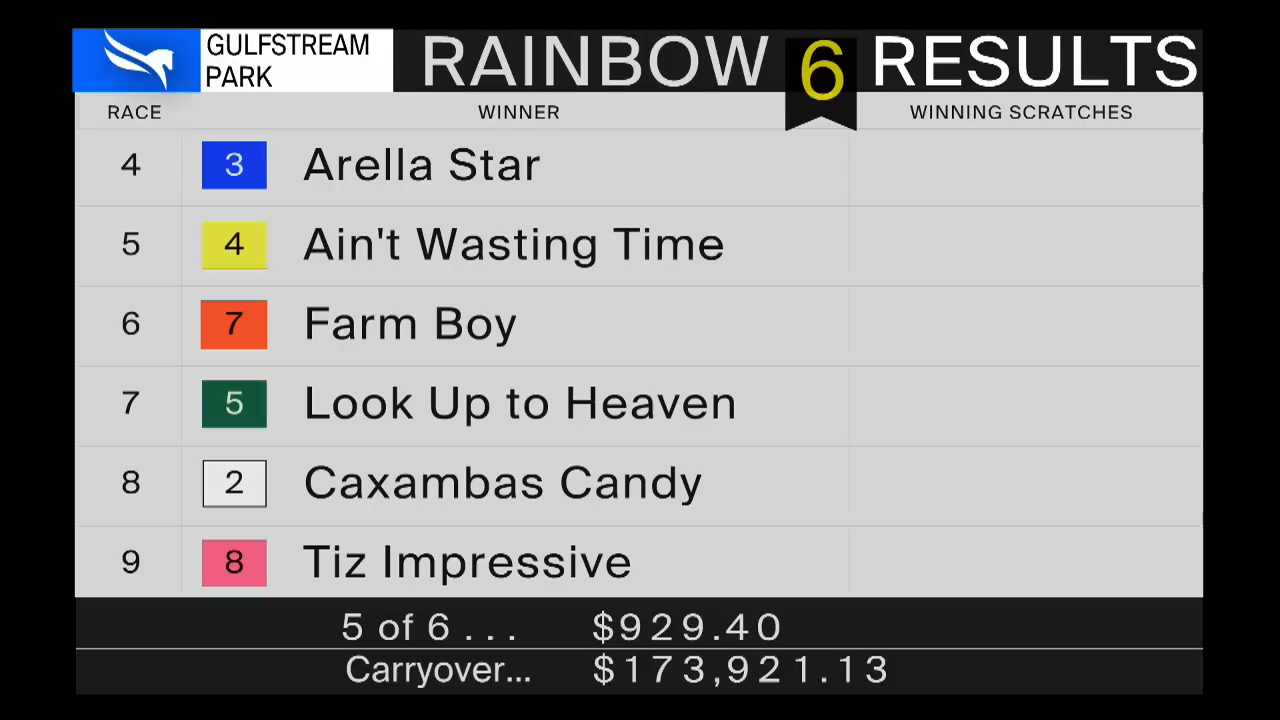 GULFSTREAM
PARK
RAINBOW 6 RESULTS
RACE WINNER WINNING SCRATCHES
4 3 Arella Star
5 4 Ain't Wasting Time
6 7 Farm Boy
7 5 Look Up to Heaven
8 2 Caxambas Candy
9 8 Tiz Impressive
5 of 6 ... $929.40
Carryover... $173,921.13